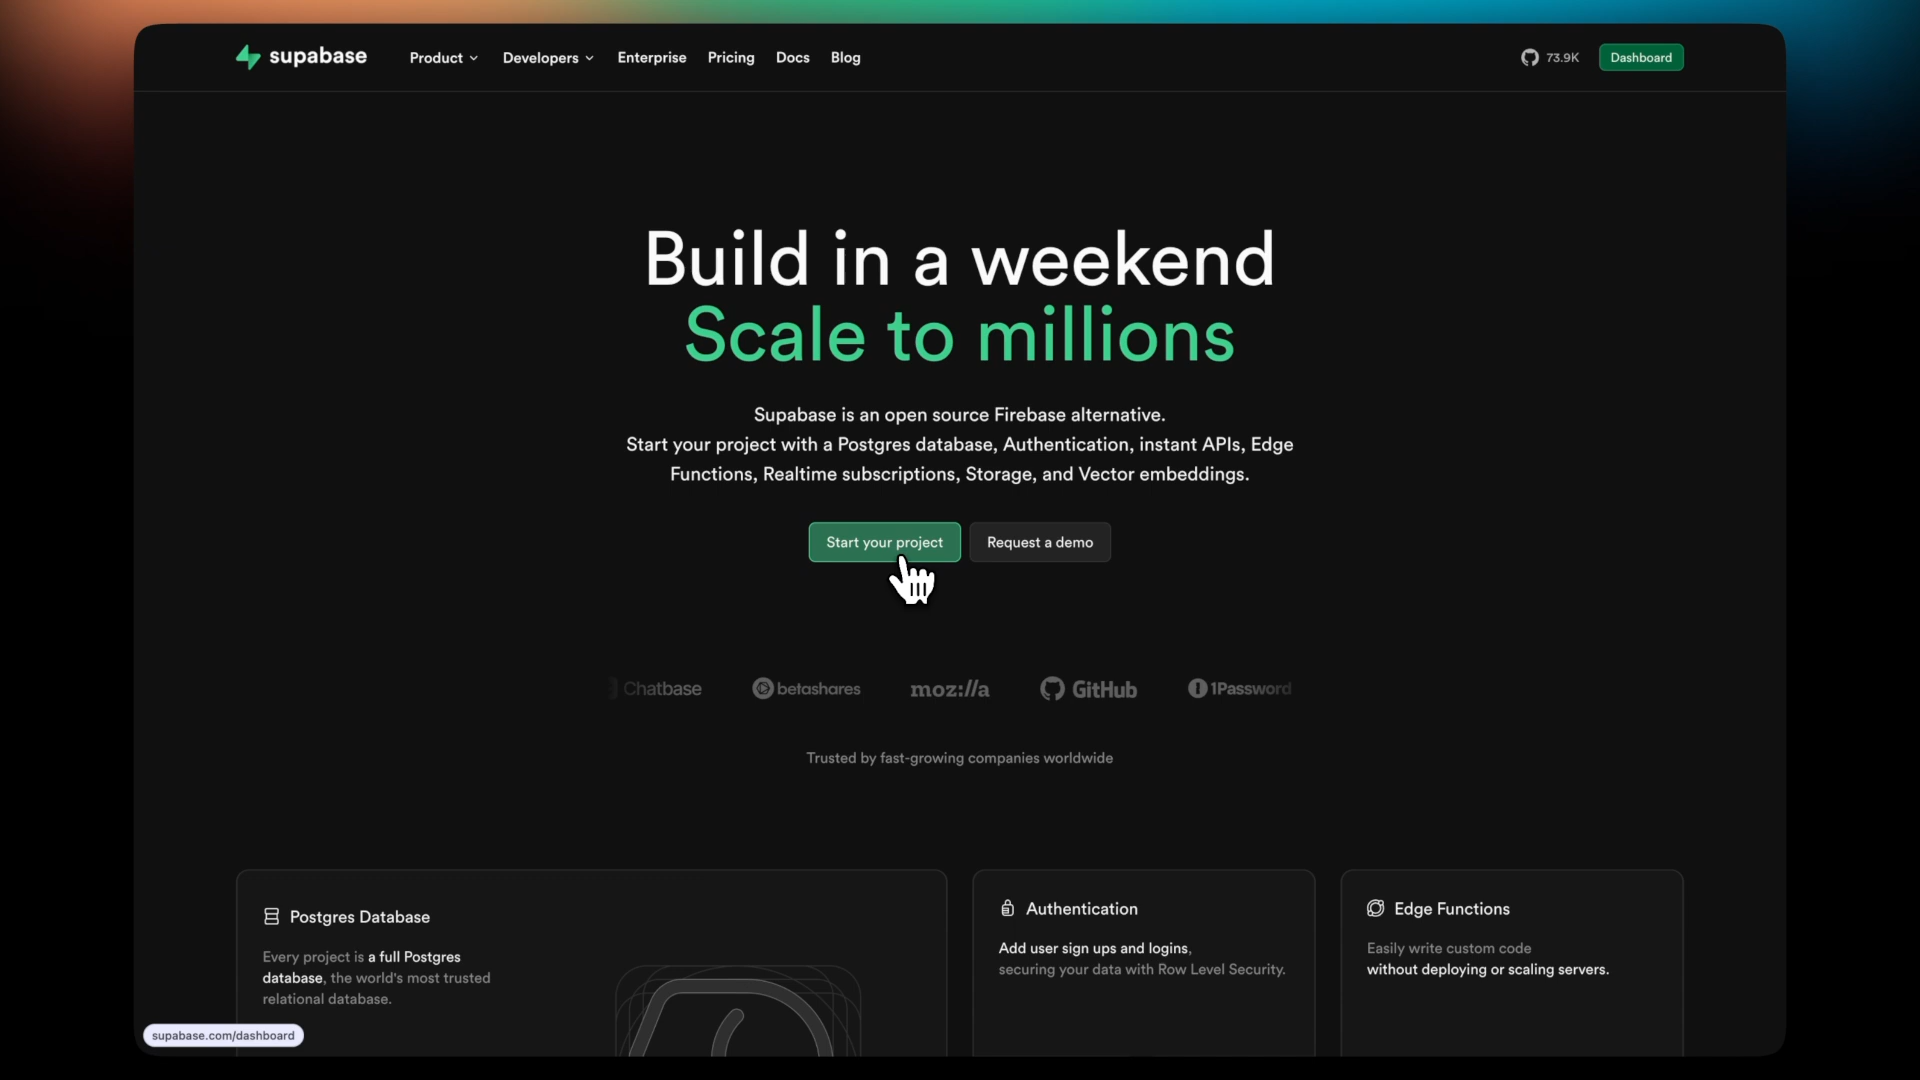 supabase
Product
Developers
Enterprise
Pricing
Docs
Blog
73.9K
Dashboard
Build in a weekend
Scale to millions
Supabase is an open source Firebase alternative.
Start your project with a Postgres database, Authentication, instant APIs, Edge
Functions, Realtime subscriptions, Storage, and Vector embeddings.
Start your project
Request a demo
Chatbase
betashares
moz://a
GitHub
1Password
Trusted by fast-growing companies worldwide
Postgres Database
Every project is a full Postgres
database, the world's most trusted
relational database.
Authentication
Add user sign ups and logins,
securing your data with Row Level Security.
Edge Functions
Easily write custom code
without deploying or scaling servers.
supabase.com/dashboard